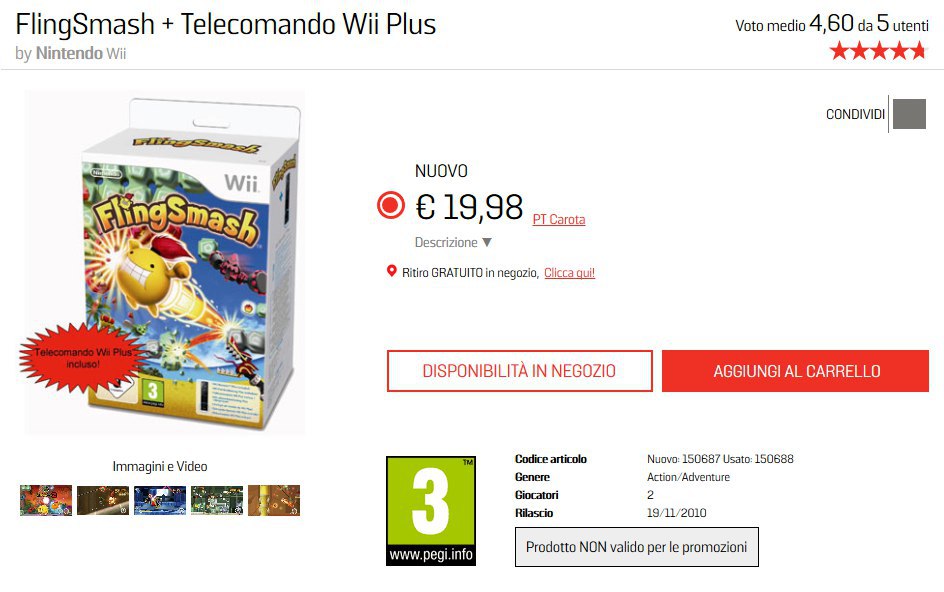 FlingSmash + Telecomando Wii Plus
by Nintendo Wii
Voto medio 4,60 da 5 utenti
CONDIVIDI
FlingSmash
Nintendo
Wii
FlingSmash
Telecomando Wii Plus
incluso!
3
NUOVO
€ 19,98 PT Carota
Descrizione ▼
Ritiro GRATUITO in negozio, Clicca qui!
DISPONIBILITÀ IN NEGOZIO
AGGIUNGI AL CARRELLO
Immagini e Video
3 ™
www.pegi.info
Codice articolo Nuovo: 150687 Usato: 150688
Genere Action/Adventure
Giocatori 2
Rilascio 19/11/2010
Prodotto NON valido per le promozioni